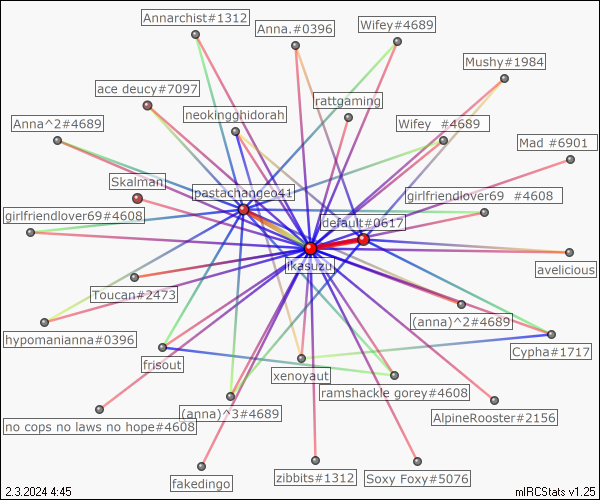 Annarchist#1312
Anna.#0396
Wifey#4689
Mushy#1984
ace deucy#7097
neokingghidorah
rattgaming
Anna^2#4689
Wifey #4689
Mad #6901
Skalman
pastachangeo41
girlfriendlover69 #4608
girlfriendlover69#4608
default#0617
ikasuzu
avelicious
Toucan#2473
(anna)^2#4689
hypomanianna#0396
Cypha#1717
frisout
xenoyaut
ramshackle gorey#4608
no cops no laws no hope#4608
(anna)^3#4689
AlpineRooster#2156
fakedingo
zibbits#1312
Soxy Foxy#5076
2.3.2024 4:45
mIRCStats v1.25